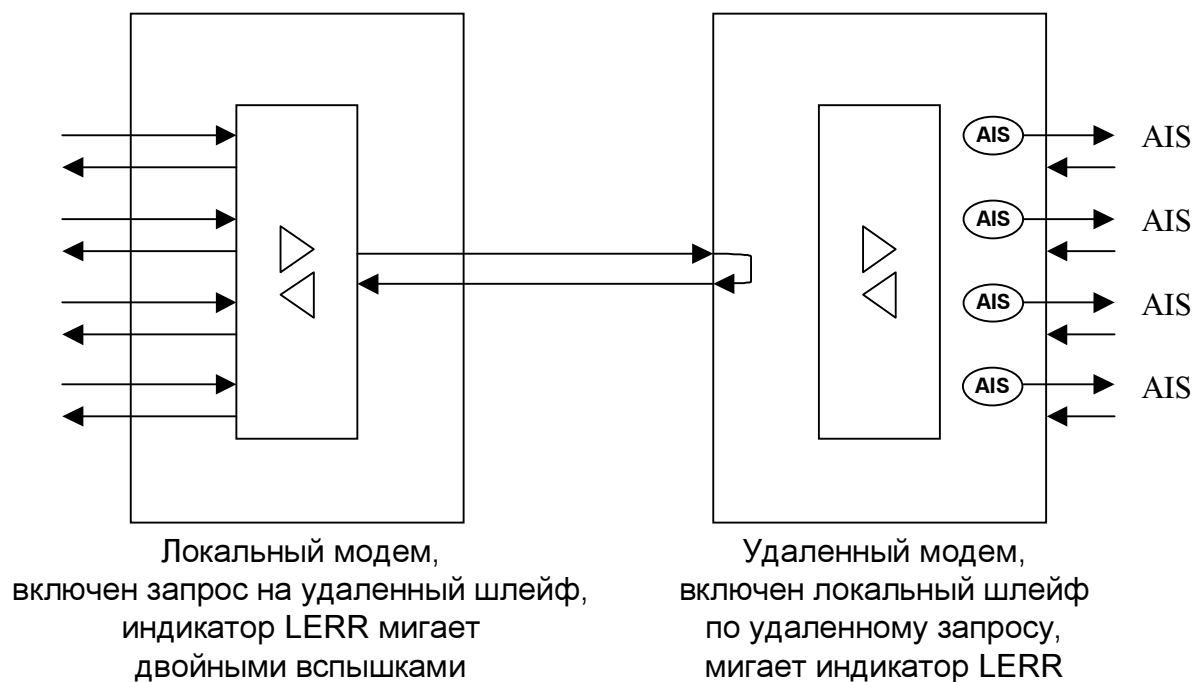 AIS AIS
AIS AIS
AIS AIS
AIS AIS
Локальный модем,
включен запрос на удаленный шлейф,
индикатор LERR мигает
двойными вспышками
Удаленный модем,
включен локальный шлейф
по удаленному запросу,
мигает индикатор LERR